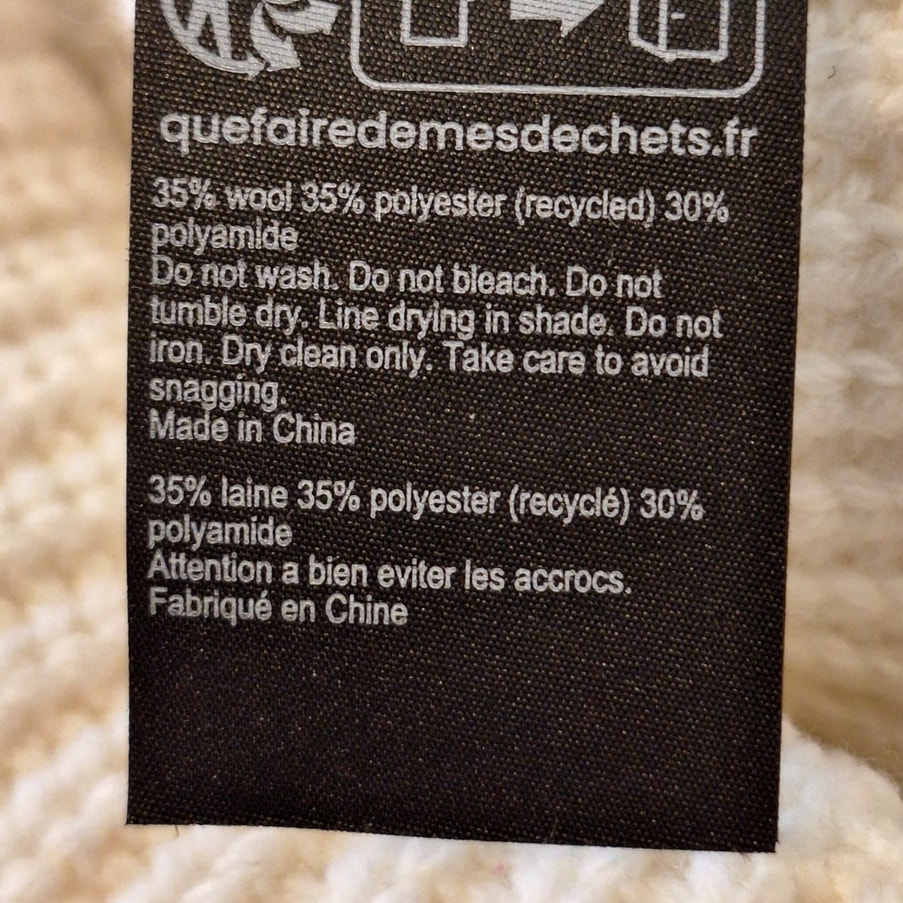 quefairedemesdechets.fr
35% wool 35% polyester (recycled) 30%
polyamide
Do not wash. Do not bleach. Do not
tumble dry. Line drying in shade. Do not
iron. Dry clean only. Take care to avoid
snagging.
Made in China
35% laine 35% polyester (recyclé) 30%
polyamide
Attention a bien eviter les accrocs.
Fabriqué en Chine